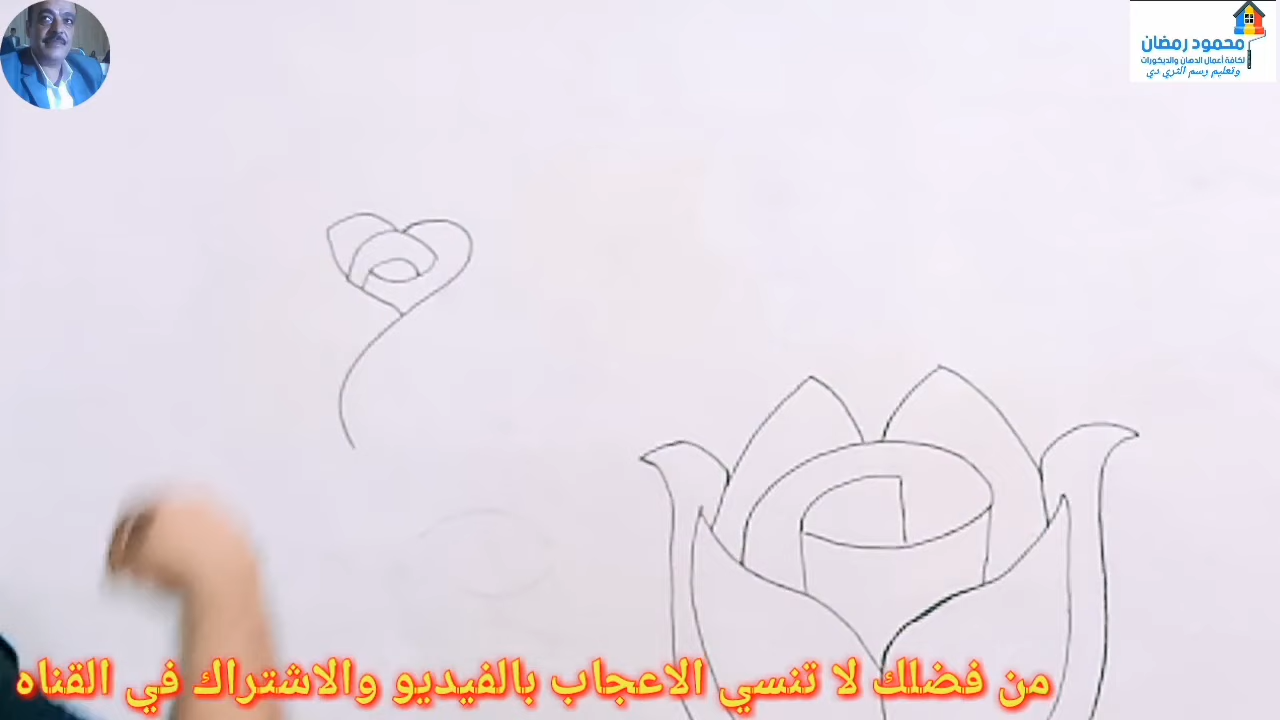 محمود رمضان
لكافة أعمال الدهان والديكورات
وتعليم رسم الثري دي
من فضلك لا تنسي الاعجاب بالفيديو والاشتراك في القناه